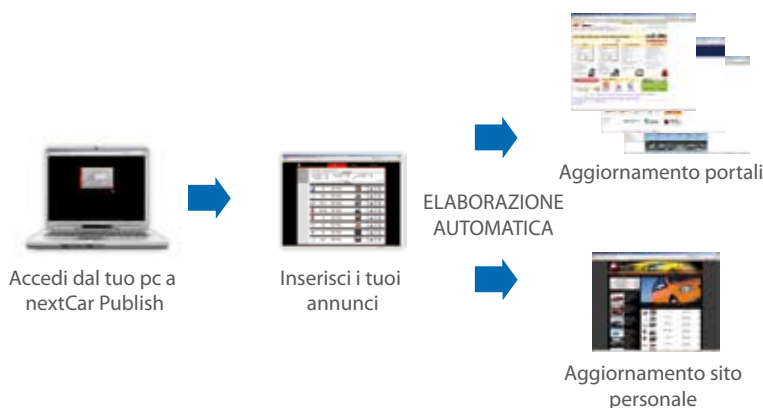 Accedi dal tuo pc a
nextCar Publish
Inserisci i tuoi
annunci
ELABORAZIONE
AUTOMATICA
Aggiornamento portali
Aggiornamento sito
personale